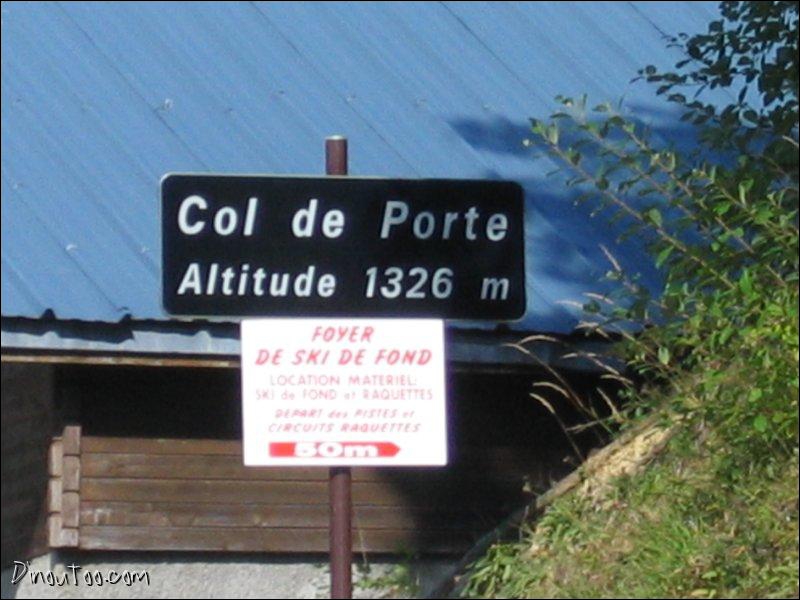 Col de Porte
Altitude 1326 m
FOYER
DE SKI DE FOND
LOCATION MATERIEL:
SKI de FOND et RAQUETTES
DEPART des PISTES et
CIRCUITS RAQUETTES
50m
DinouToo.com